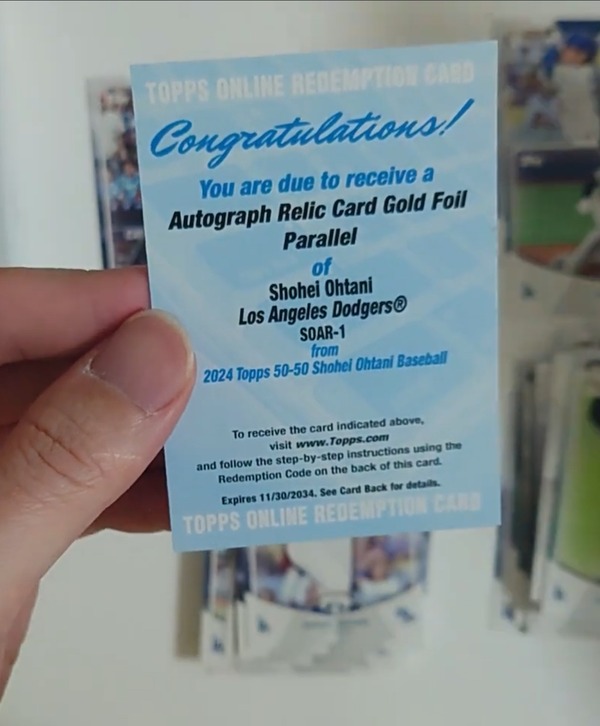 TOPPS ONLINE REDEMPTION CARD
Congratulations!
You are due to receive a
Autograph Relic Card Gold Foil
Parallel
of
Shohei Ohtani
Los Angeles Dodgers®
SOAR-1
from
2024 Topps 50-50 Shohei Ohtani Baseball
To receive the card indicated above,
visit www.Topps.com
and follow the step-by-step instructions using the
Redemption Code on the back of this card.
Expires 11/30/2034. See Card Back for details.
TOPPS ONLINE REDEMPTION CARD